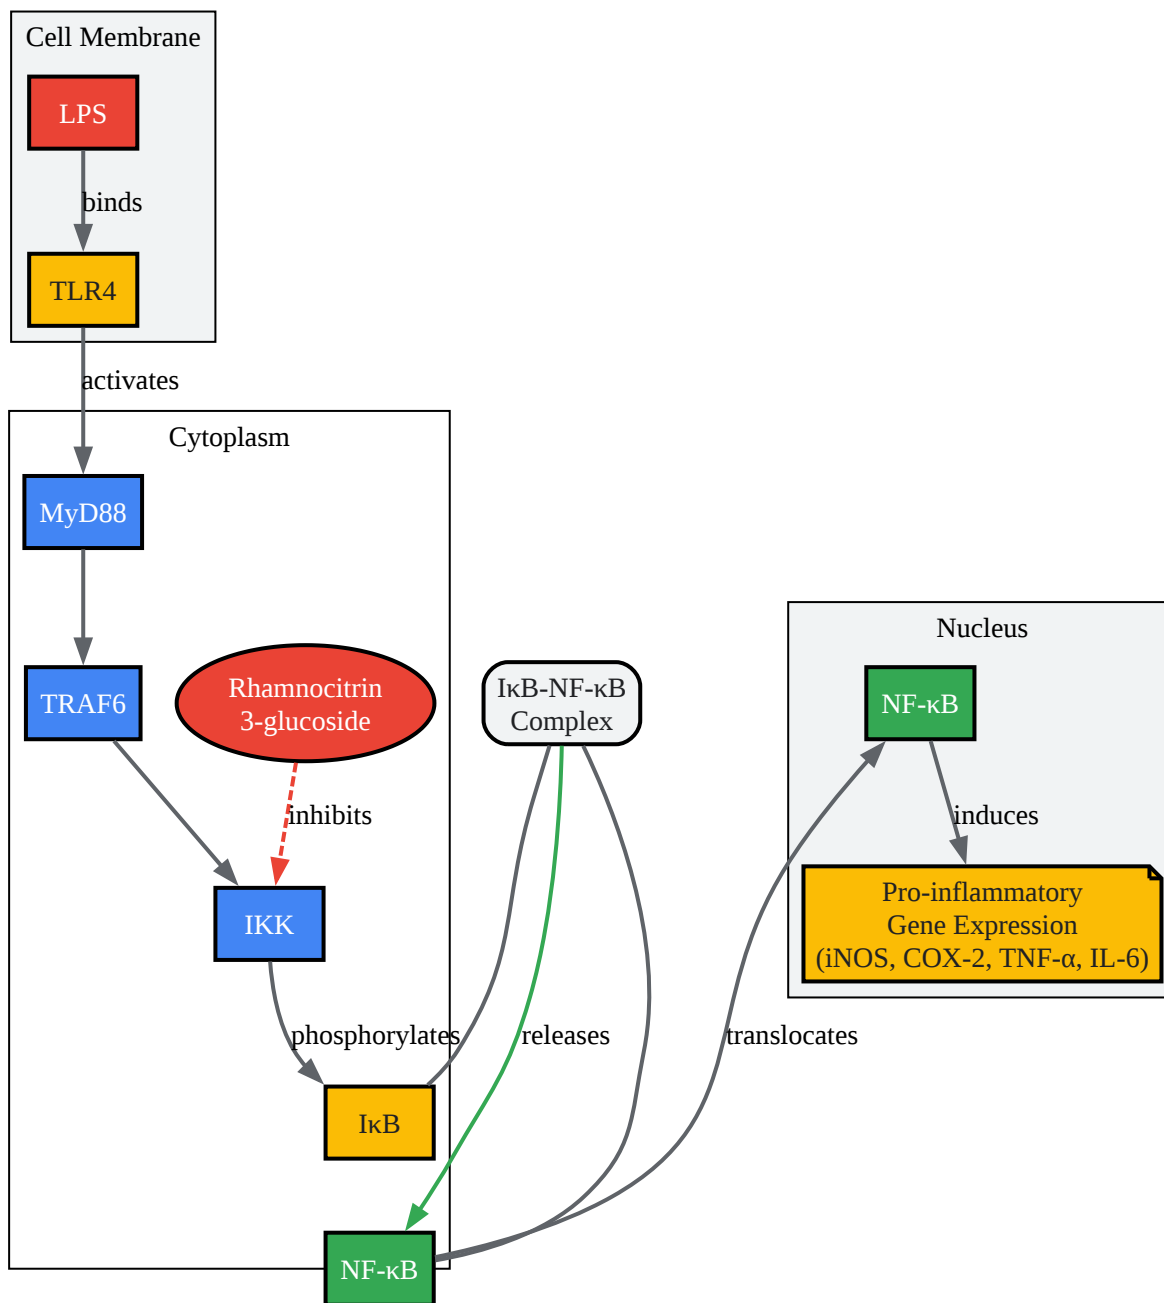 Cell Membrane
LPS
binds
TLR4
activates
Cytoplasm
MyD88
TRAF6
Rhamnocitrin
3-glucoside
inhibits
IKK
phosphorylates
IκB
NF-κB
IκB-NF-κB
Complex
releases
translocates
Nucleus
NF-κB
induces
Pro-inflammatory
Gene Expression
(iNOS, COX-2, TNF-α, IL-6)